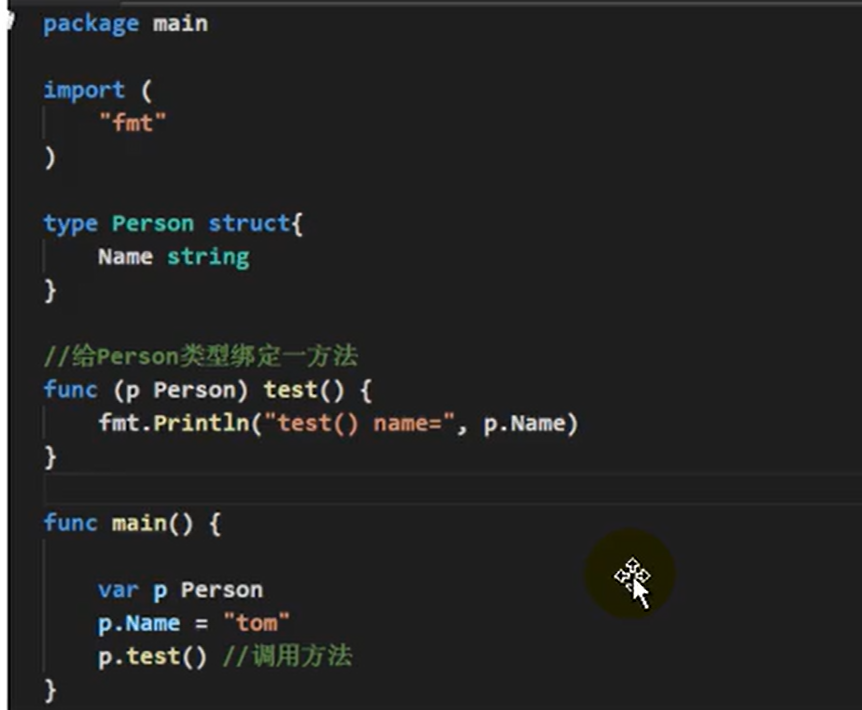 package main
import (
"fmt"
)
type Person struct{
Name string
}
//给Person类型绑定一方法
func (p Person) test() {
fmt.Println("test() name=", p.Name)
}
func main() {
var p Person
p.Name = "tom"
p.test() //调用方法
}